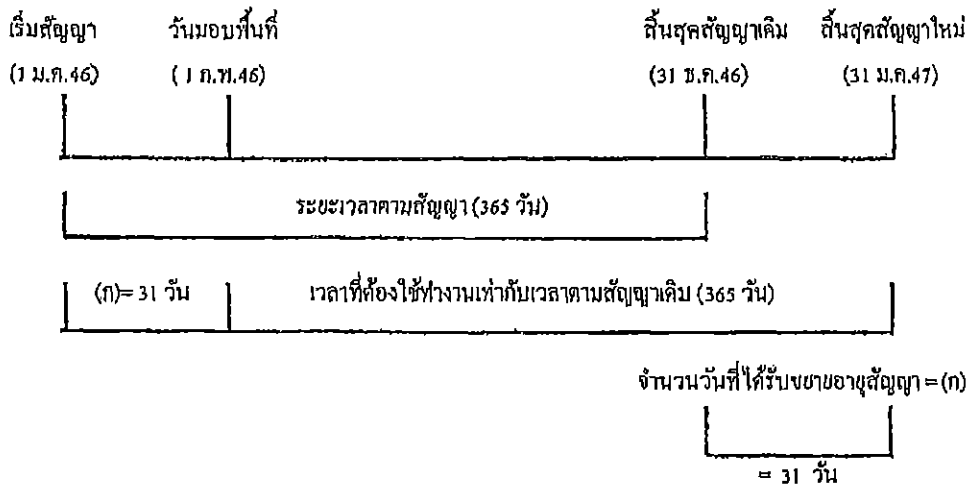 เริ่มสัญญา วันมอบพื้นที่ สิ้นสุดสัญญาเดิม สิ้นสุดสัญญาใหม่
(1 ม.ค.46) (1 ก.พ.46) (31 ธ.ค.46) (31 ม.ค.47)
ระยะเวลาตามสัญญา (365 วัน)
(ก)= 31 วัน เวลาที่ต้องใช้ทำงานเท่ากับเวลาตามสัญญาเดิม (365 วัน)
จำนวนวันที่ได้รับขยายอายุสัญญา = (ก)
= 31 วัน